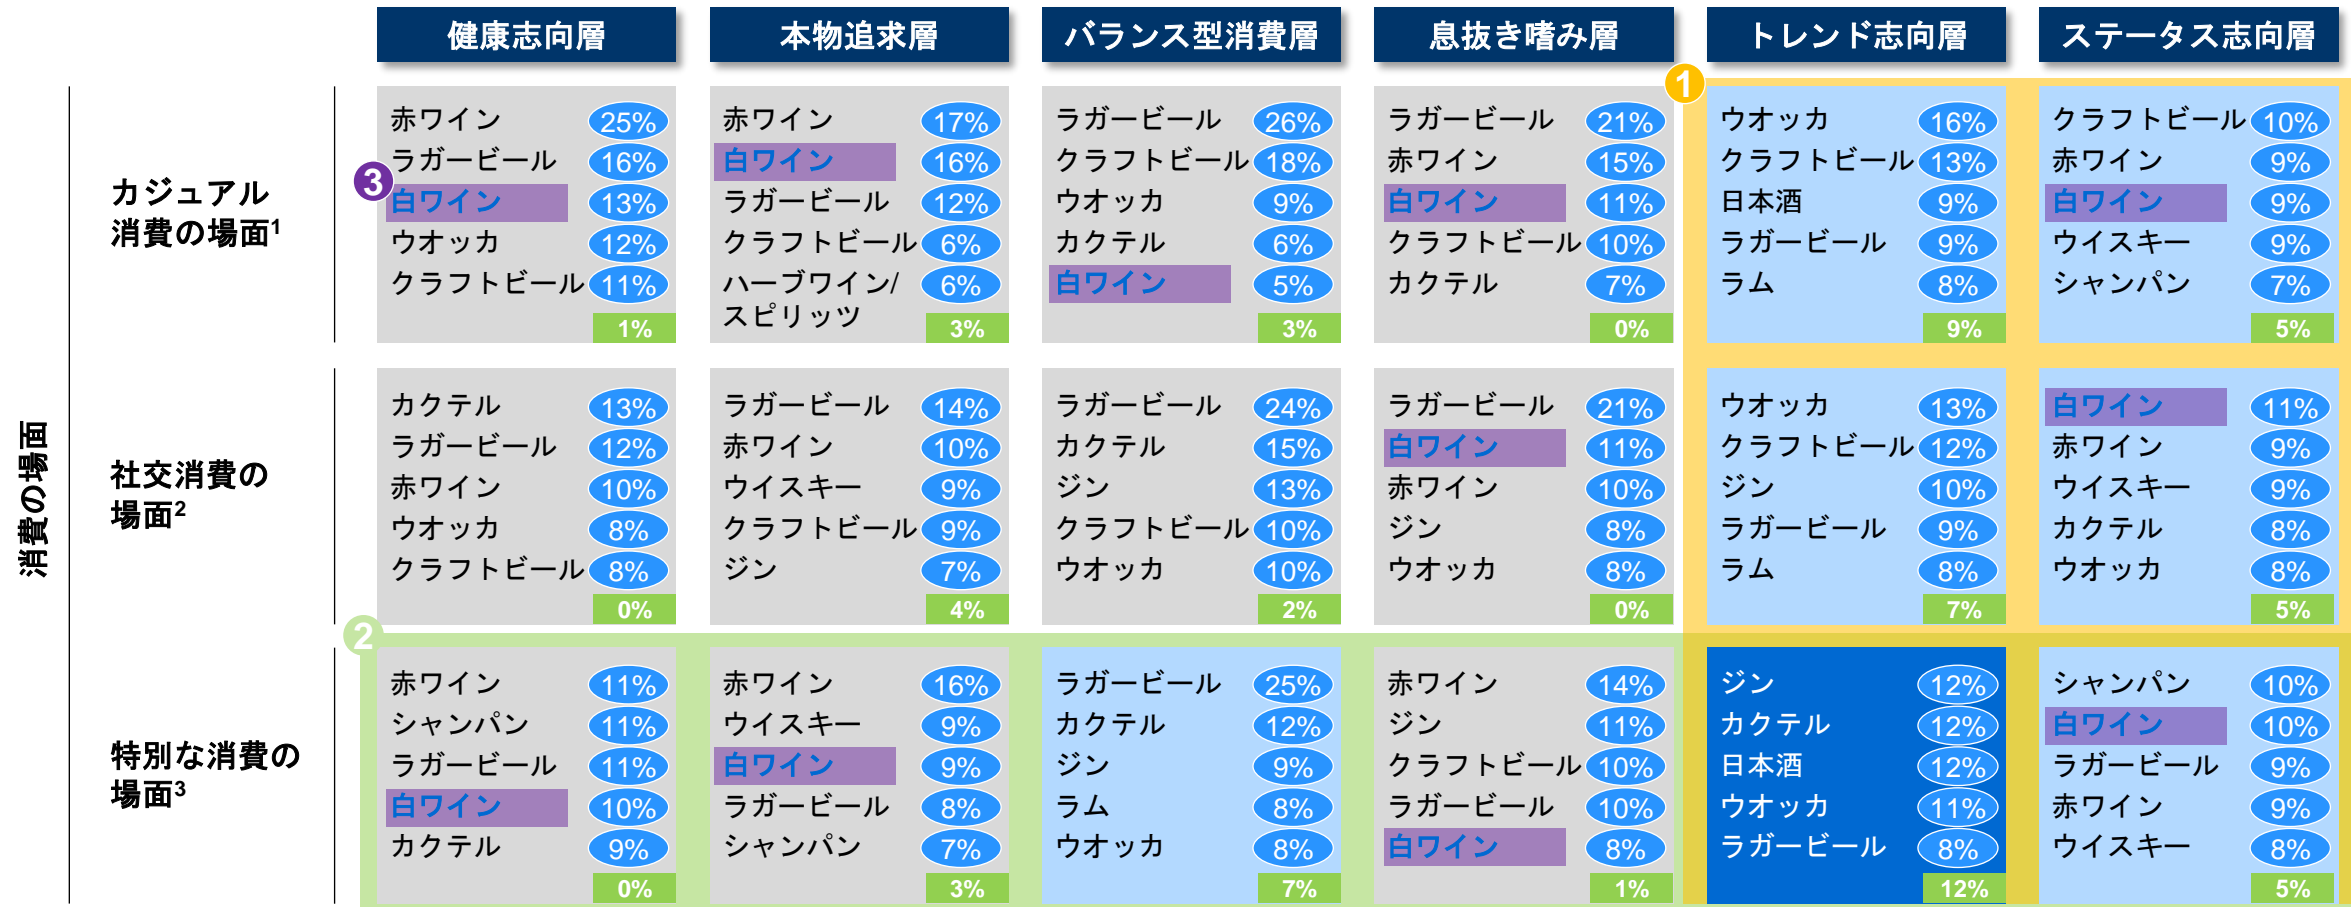 健康志向層
本物追求層
バランス型消費層
息抜き嗜み層
トレンド志向層
ステータス志向層
消費の場面
カジュアル
消費の場面1
3
赤ワイン 25%
ラガービール 16%
白ワイン 13%
ウオッカ 12%
クラフトビール 11%
1%
赤ワイン 17%
白ワイン 16%
ラガービール 12%
クラフトビール 6%
ハーブワイン/ 6%
スピリッツ
3%
ラガービール 26%
クラフトビール 18%
ウオッカ 9%
カクテル 6%
白ワイン 5%
3%
ラガービール 21%
赤ワイン 15%
白ワイン 11%
クラフトビール 10%
カクテル 7%
0%
1
ウオッカ 16%
クラフトビール 13%
日本酒 9%
ラガービール 9%
ラム 8%
9%
クラフトビール 10%
赤ワイン 9%
白ワイン 9%
ウイスキー 9%
シャンパン 7%
5%
社交消費の
場面2
カクテル 13%
ラガービール 12%
赤ワイン 10%
ウオッカ 8%
クラフトビール 8%
0%
ラガービール 14%
赤ワイン 10%
ウイスキー 9%
クラフトビール 9%
ジン 7%
4%
ラガービール 24%
カクテル 15%
ジン 13%
クラフトビール 10%
ウオッカ 10%
2%
ラガービール 21%
白ワイン 11%
赤ワイン 10%
ジン 8%
ウオッカ 8%
0%
ウオッカ 13%
クラフトビール 12%
ジン 10%
ラガービール 9%
ラム 8%
7%
白ワイン 11%
赤ワイン 9%
ウイスキー 9%
カクテル 8%
ウオッカ 8%
5%
2
特別な消費の
場面3
赤ワイン 11%
シャンパン 11%
ラガービール 11%
白ワイン 10%
カクテル 9%
0%
赤ワイン 16%
ウイスキー 9%
白ワイン 9%
ラガービール 8%
シャンパン 7%
3%
ラガービール 25%
カクテル 12%
ジン 9%
ラム 8%
ウオッカ 8%
7%
赤ワイン 14%
ジン 11%
クラフトビール 10%
ラガービール 10%
白ワイン 8%
1%
ジン 12%
カクテル 12%
日本酒 12%
ウオッカ 11%
ラガービール 8%
12%
シャンパン 10%
白ワイン 10%
ラガービール 9%
赤ワイン 9%
ウイスキー 8%
5%